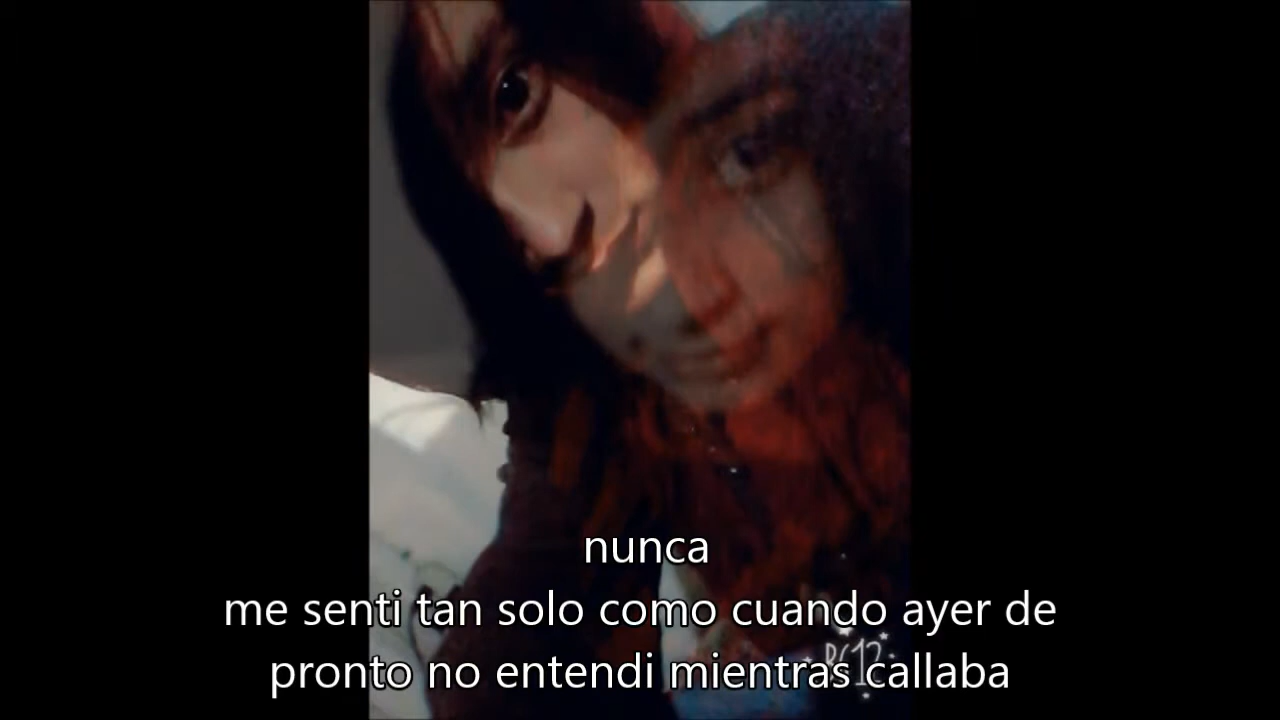 nunca
me senti tan solo como cuando ayer de
pronto no entendi mientras callaba